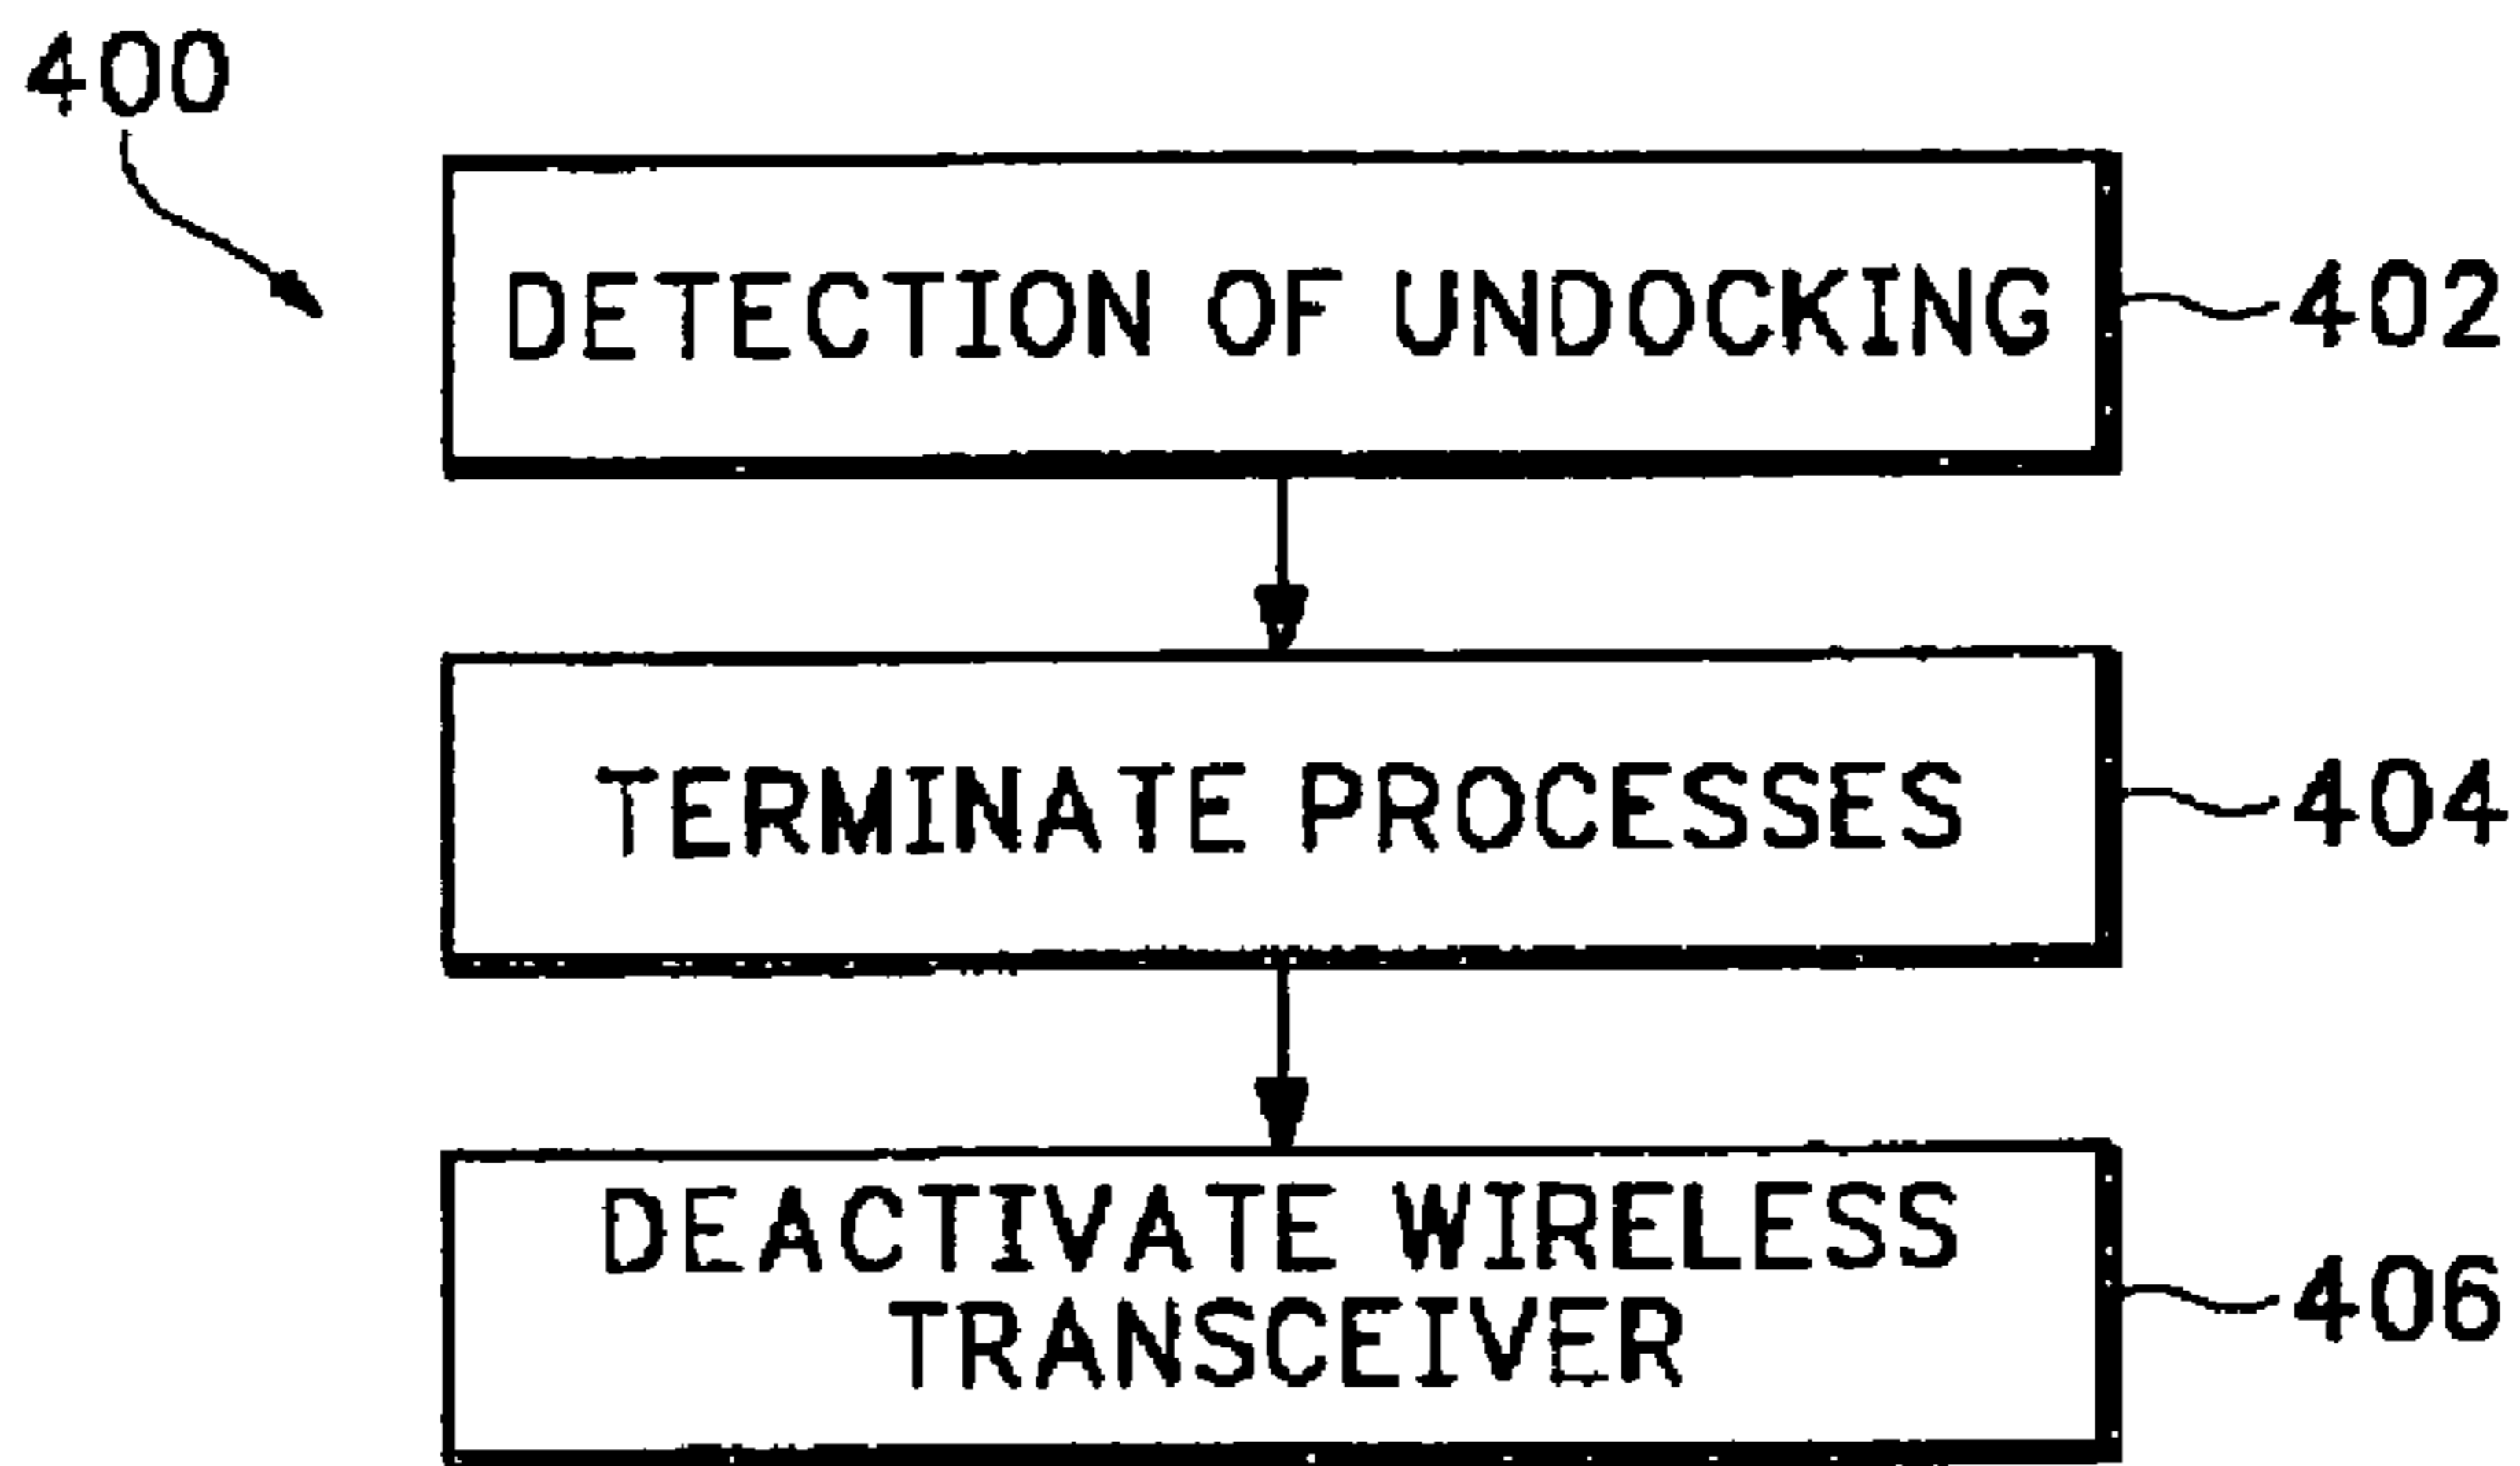 400
DETECTION OF UNDOCKING
402
TERMINATE PROCESSES
404
DEACTIVATE WIRELESS
TRANSCEIVER
406